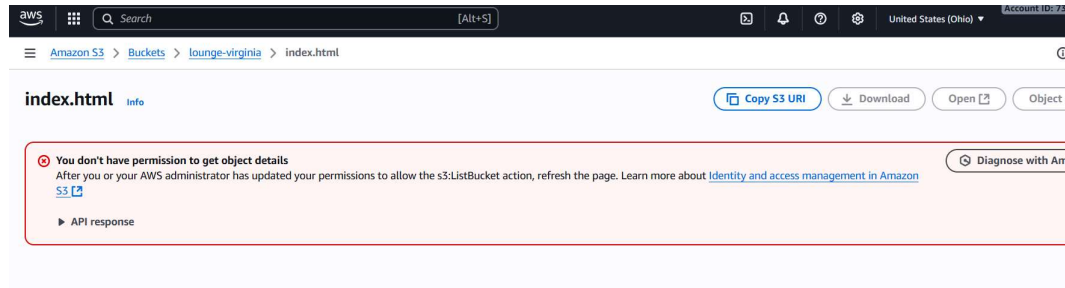 aws Search [Alt+S] United States (Ohio) Account ID: 73
Amazon S3 > Buckets > lounge-virginia > index.html
index.html Info Copy S3 URI Download Open Object
You don't have permission to get object details Diagnose with Am
After you or your AWS administrator has updated your permissions to allow the s3:ListBucket action, refresh the page. Learn more about Identity and access management in Amazon
S3
API response